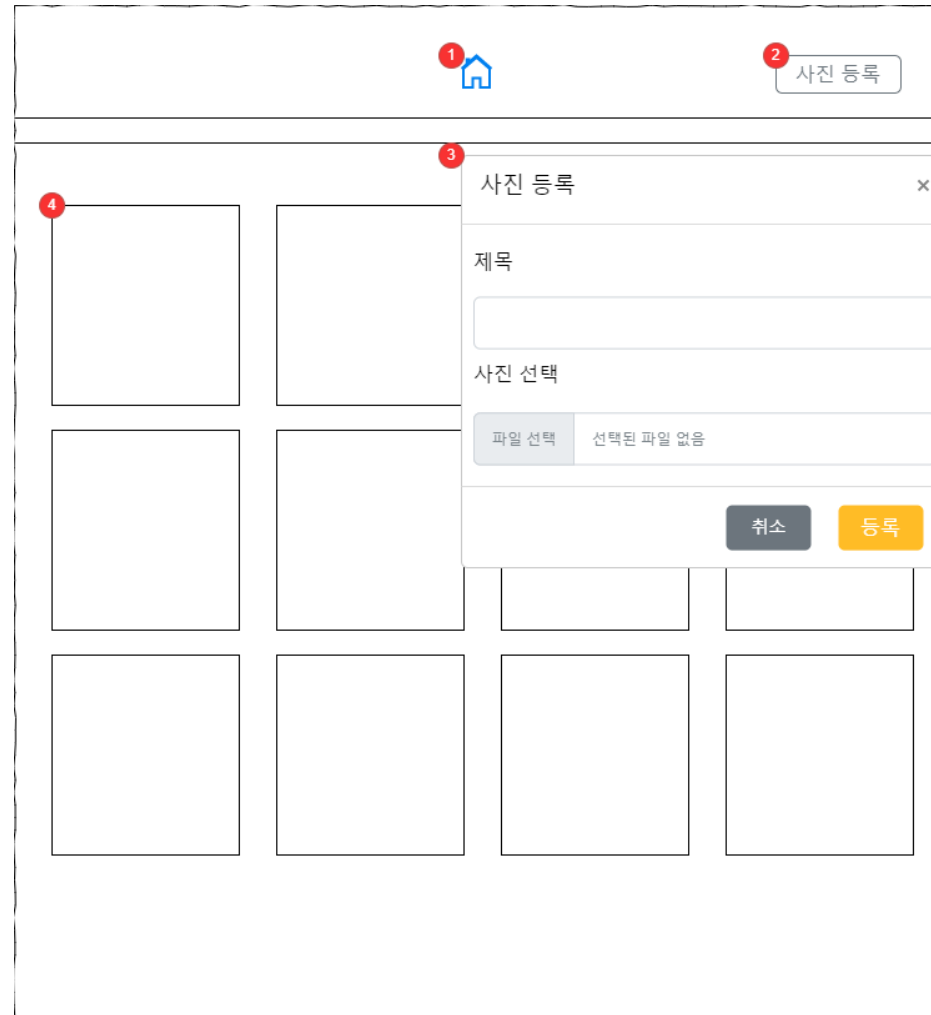 1
2
사진 등록
3
사진 등록 ×
4
제목
사진 선택
파일 선택 선택된 파일 없음
취소 등록